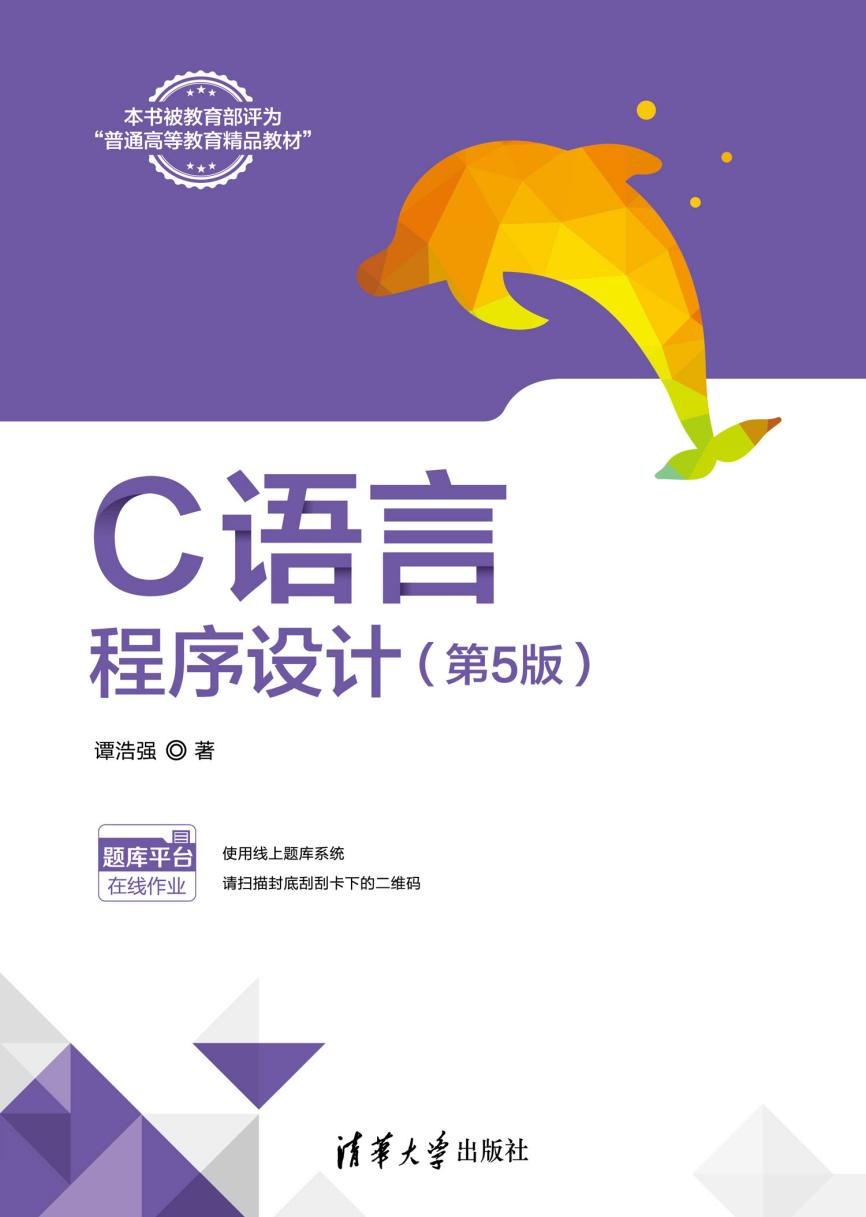 本书被教育部评为
“普通高等教育精品教材”
C语言
程序设计（第5版）
谭浩强 ◎ 著
题库平台
在线作业
使用线上题库系统
请扫描封底刮刮卡下的二维码
清华大学出版社